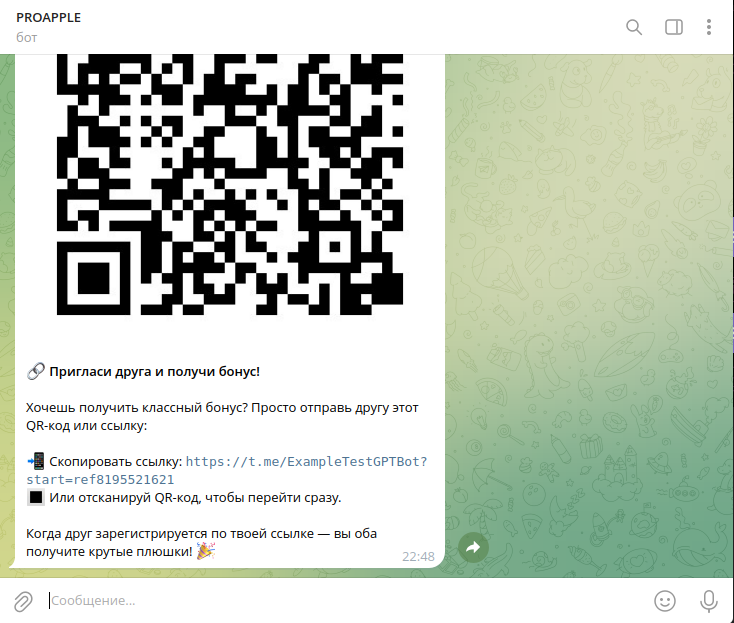 PROAPPLE
бот
🔗 Пригласи друга и получи бонус!
Хочешь получить классный бонус? Просто отправь другу этот
QR-код или ссылку:
📲 Скопировать ссылку: https://t.me/ExampleTestGPTBot?
start=ref8195521621
🔳 Или отсканируй QR-код, чтобы перейти сразу.
Когда друг зарегистрируется по твоей ссылке — вы оба
получите крутые плюшки! 🎉
22:48
Сообщение...